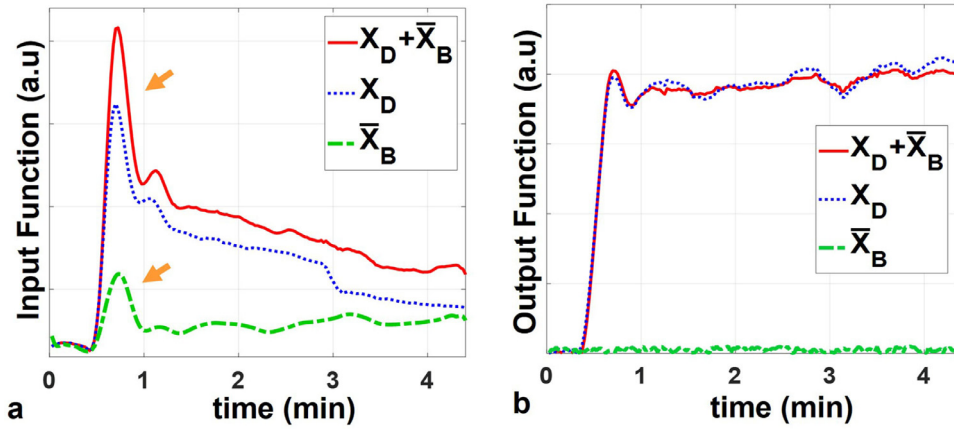 Input Function (a.u)
X_D + X̄_B
X_D
X̄_B
0 1 2 3 4
time (min)
a
Output Function (a.u)
X_D + X̄_B
X_D
X̄_B
0 1 2 3 4
time (min)
b